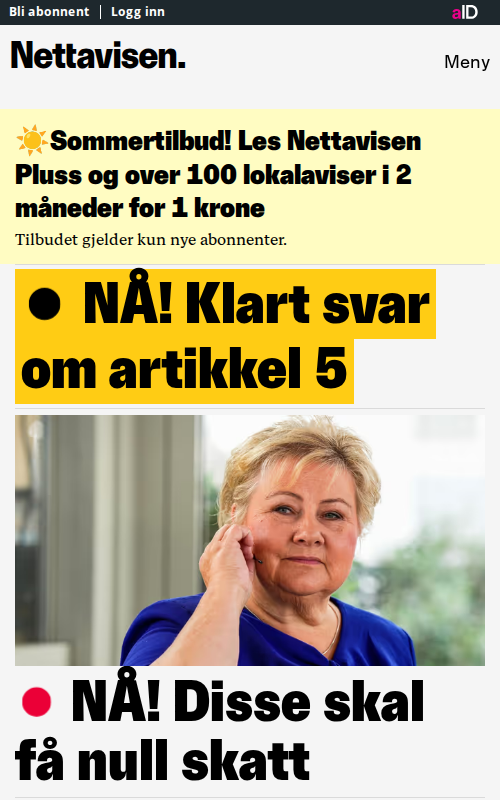 Bli abonnent | Logg inn
aID
Nettavisen.
Meny
☀️Sommertilbud! Les Nettavisen
Pluss og over 100 lokalaviser i 2
måneder for 1 krone
Tilbudet gjelder kun nye abonnenter.
● NÅ! Klart svar
om artikkel 5
● NÅ! Disse skal
få null skatt